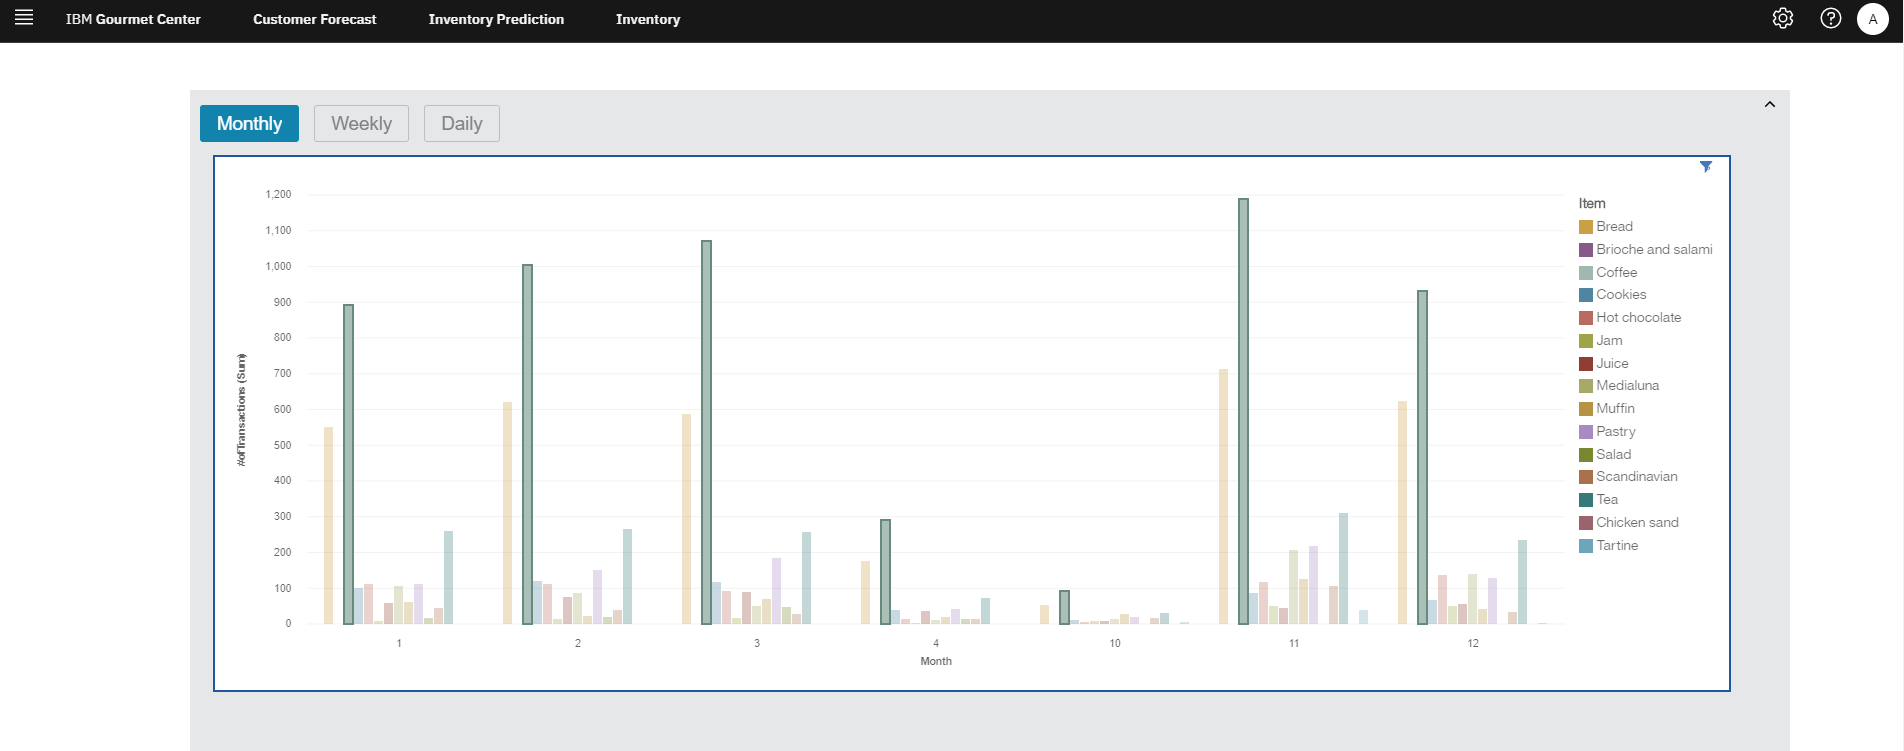 IBM Gourmet Center Customer Forecast Inventory Prediction Inventory A
Monthly Weekly Daily
1,200
1,100
1,000
900
800
700
600
500
400
300
200
100
0
#ofTransactions (Sum)
1 2 3 4 10 11 12
Month
Item
Bread
Brioche and salami
Coffee
Cookies
Hot chocolate
Jam
Juice
Medialuna
Muffin
Pastry
Salad
Scandinavian
Tea
Chicken sand
Tartine